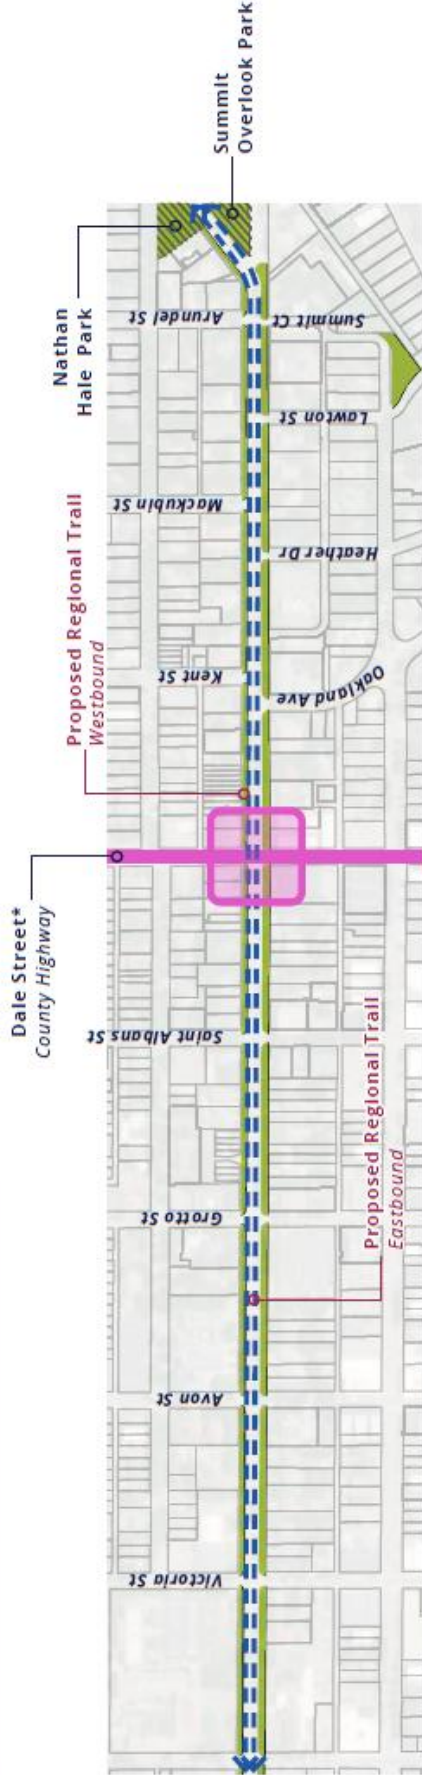 Summit
Overlook Park
Nathan
Hale Park
Arundel St
Summit Ct
Lawton St
Mackubin St
Heather Dr
Proposed Regional Trail
Westbound
Kent St
Oakland Ave
Dale Street*
County Highway
Saint Albans St
Proposed Regional Trail
Eastbound
Grotto St
Avon St
Victoria St